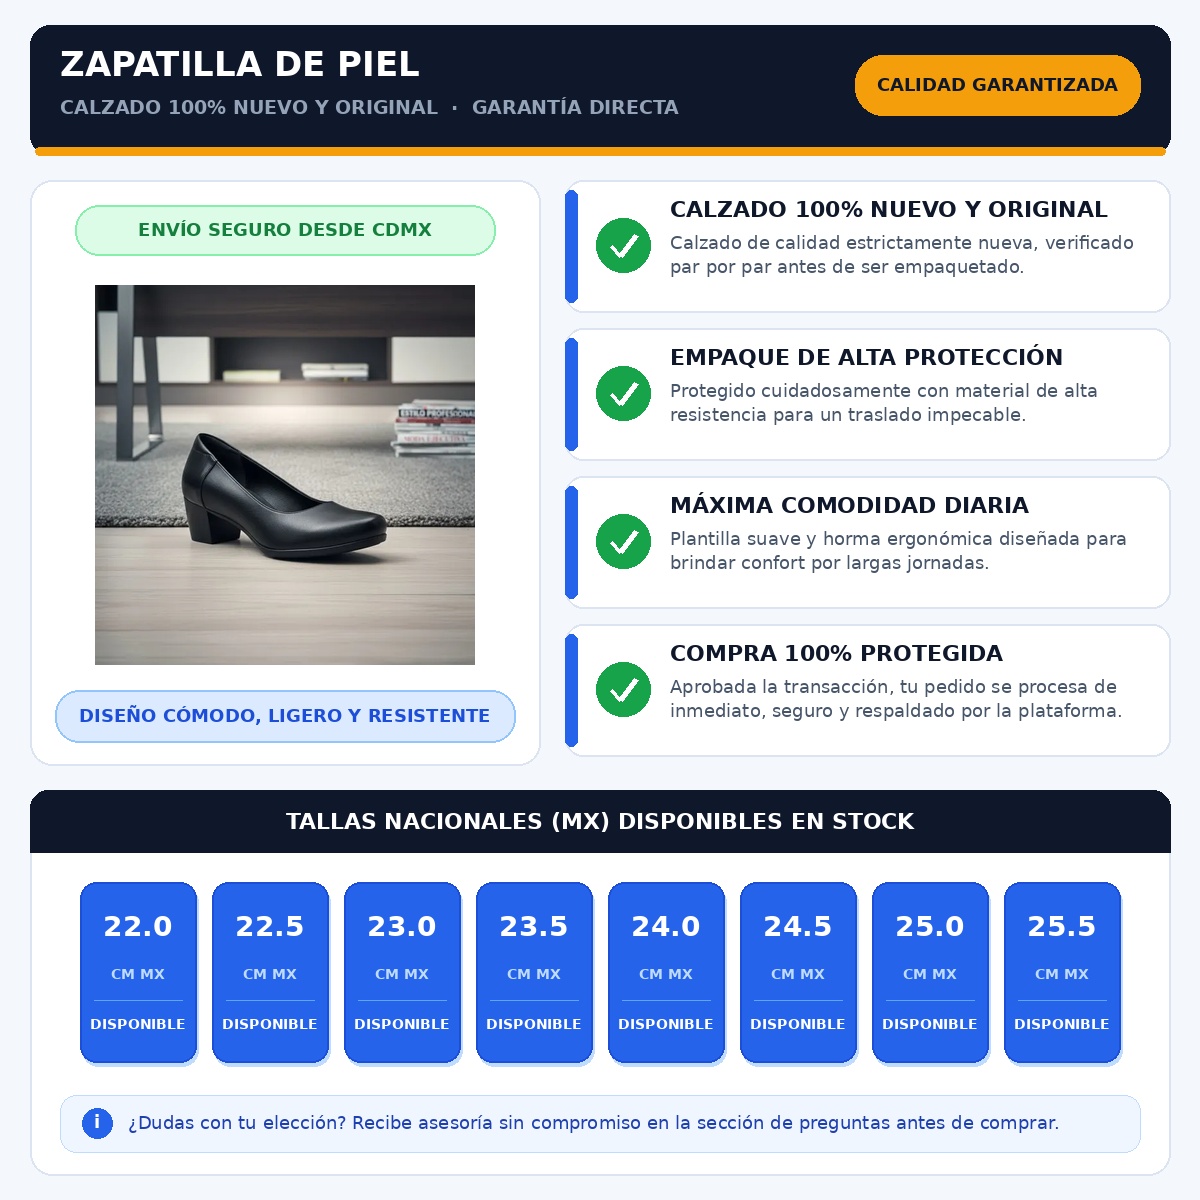 ZAPATILLA DE PIEL
CALZADO 100% NUEVO Y ORIGINAL · GARANTÍA DIRECTA
CALIDAD GARANTIZADA
ENVÍO SEGURO DESDE CDMX
ESTILO PROFESIONAL
MODA EJECUTIVA
DISEÑO CÓMODO, LIGERO Y RESISTENTE
CALZADO 100% NUEVO Y ORIGINAL
Calzado de calidad estrictamente nueva, verificado
par por par antes de ser empaquetado.
EMPAQUE DE ALTA PROTECCIÓN
Protegido cuidadosamente con material de alta
resistencia para un traslado impecable.
MÁXIMA COMODIDAD DIARIA
Plantilla suave y horma ergonómica diseñada para
brindar confort por largas jornadas.
COMPRA 100% PROTEGIDA
Aprobada la transacción, tu pedido se procesa de
inmediato, seguro y respaldado por la plataforma.
TALLAS NACIONALES (MX) DISPONIBLES EN STOCK
22.0 22.5 23.0 23.5 24.0 24.5 25.0 25.5
CM MX CM MX CM MX CM MX CM MX CM MX CM MX CM MX
DISPONIBLE DISPONIBLE DISPONIBLE DISPONIBLE DISPONIBLE DISPONIBLE DISPONIBLE DISPONIBLE
i ¿Dudas con tu elección? Recibe asesoría sin compromiso en la sección de preguntas antes de comprar.